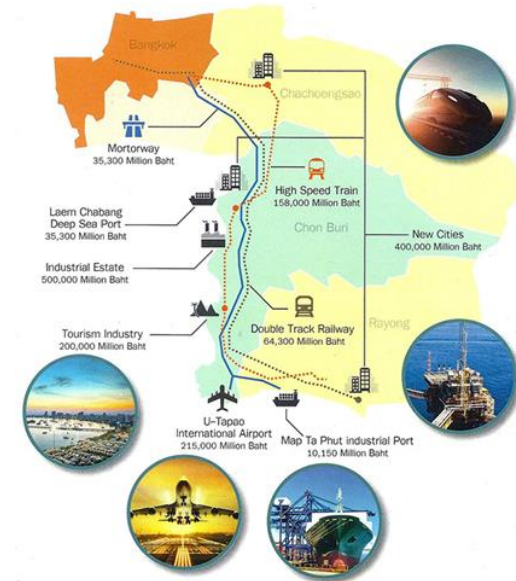 Bangkok
Chachoengsao
Mortorway
35,300 Million Baht
High Speed Train
158,000 Million Baht
Laem Chabang
Deep Sea Port
35,300 Million Baht
Chon Buri
New Cities
400,000 Million Baht
Industrial Estate
500,000 Million Baht
Tourism Industry
200,000 Million Baht
Double Track Railway
64,300 Million Baht
Rayong
U-Tapao
International Airport
215,000 Million Baht
Map Ta Phut industrial Port
10,150 Million Baht